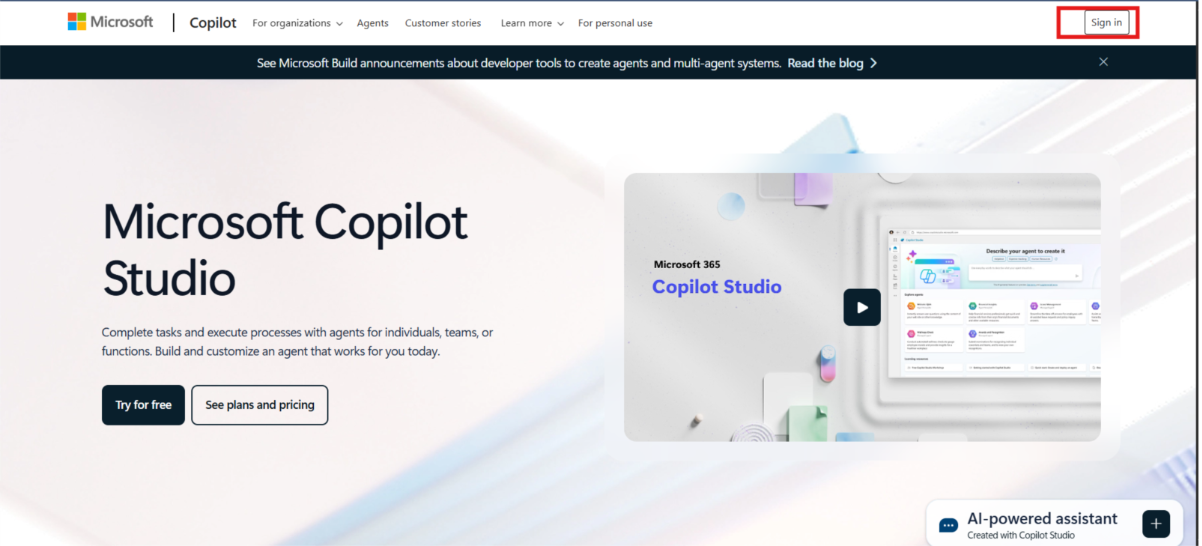 Microsoft
Copilot
For organizations
Agents
Customer stories
Learn more
For personal use
Sign in
See Microsoft Build announcements about developer tools to create agents and multi-agent systems. Read the blog
Microsoft Copilot
Studio
Complete tasks and execute processes with agents for individuals, teams, or
functions. Build and customize an agent that works for you today.
Try for free
See plans and pricing
Microsoft 365
Copilot Studio
Copilot Studio
Describe your agent to create it
Explore agents
AI-powered assistant
Created with Copilot Studio